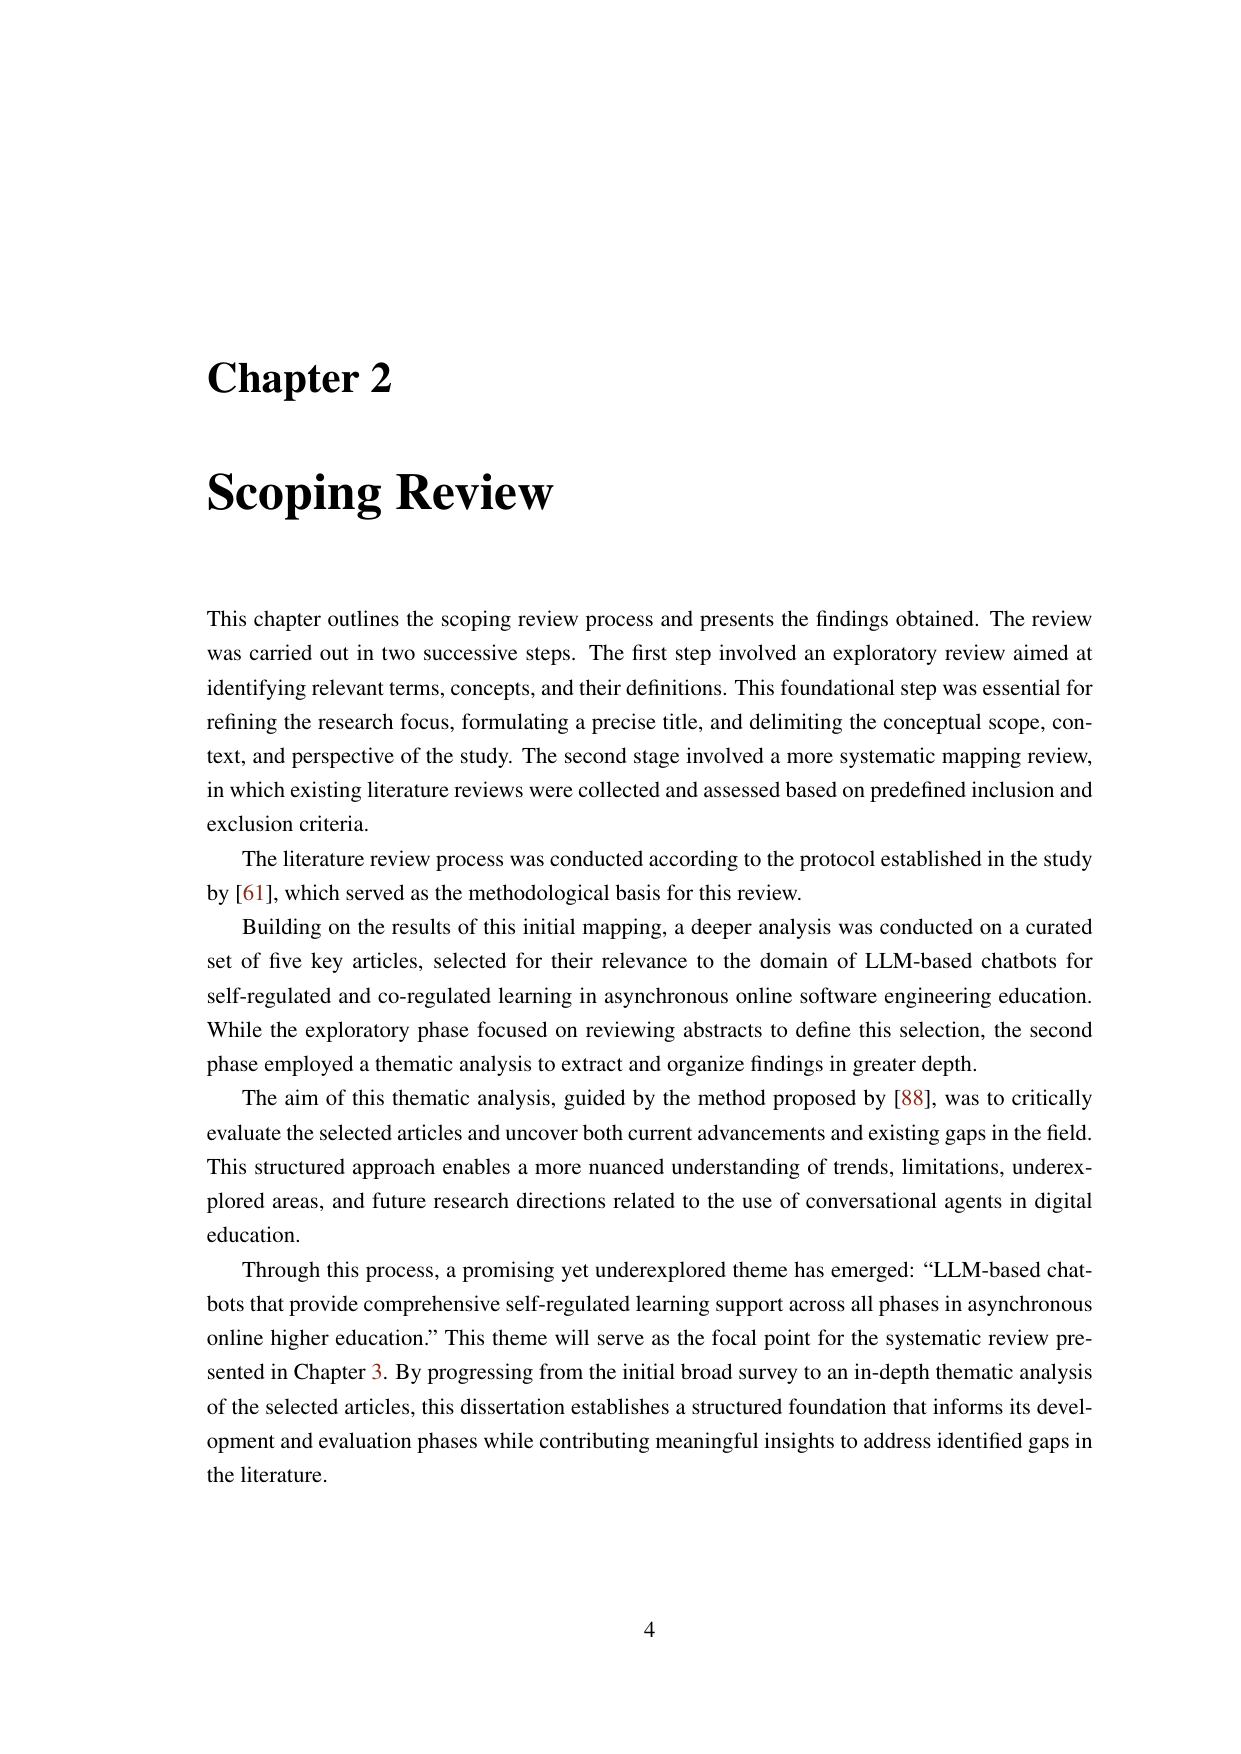 Chapter 2
Scoping Review
This chapter outlines the scoping review process and presents the findings obtained. The review
was carried out in two successive steps. The first step involved an exploratory review aimed at
identifying relevant terms, concepts, and their definitions. This foundational step was essential for
refining the research focus, formulating a precise title, and delimiting the conceptual scope, con-
text, and perspective of the study. The second stage involved a more systematic mapping review,
in which existing literature reviews were collected and assessed based on predefined inclusion and
exclusion criteria.
The literature review process was conducted according to the protocol established in the study
by [61], which served as the methodological basis for this review.
Building on the results of this initial mapping, a deeper analysis was conducted on a curated
set of five key articles, selected for their relevance to the domain of LLM-based chatbots for
self-regulated and co-regulated learning in asynchronous online software engineering education.
While the exploratory phase focused on reviewing abstracts to define this selection, the second
phase employed a thematic analysis to extract and organize findings in greater depth.
The aim of this thematic analysis, guided by the method proposed by [88], was to critically
evaluate the selected articles and uncover both current advancements and existing gaps in the field.
This structured approach enables a more nuanced understanding of trends, limitations, underex-
plored areas, and future research directions related to the use of conversational agents in digital
education.
Through this process, a promising yet underexplored theme has emerged: “LLM-based chat-
bots that provide comprehensive self-regulated learning support across all phases in asynchronous
online higher education.” This theme will serve as the focal point for the systematic review pre-
sented in Chapter 3. By progressing from the initial broad survey to an in-depth thematic analysis
of the selected articles, this dissertation establishes a structured foundation that informs its devel-
opment and evaluation phases while contributing meaningful insights to address identified gaps in
the literature.
4